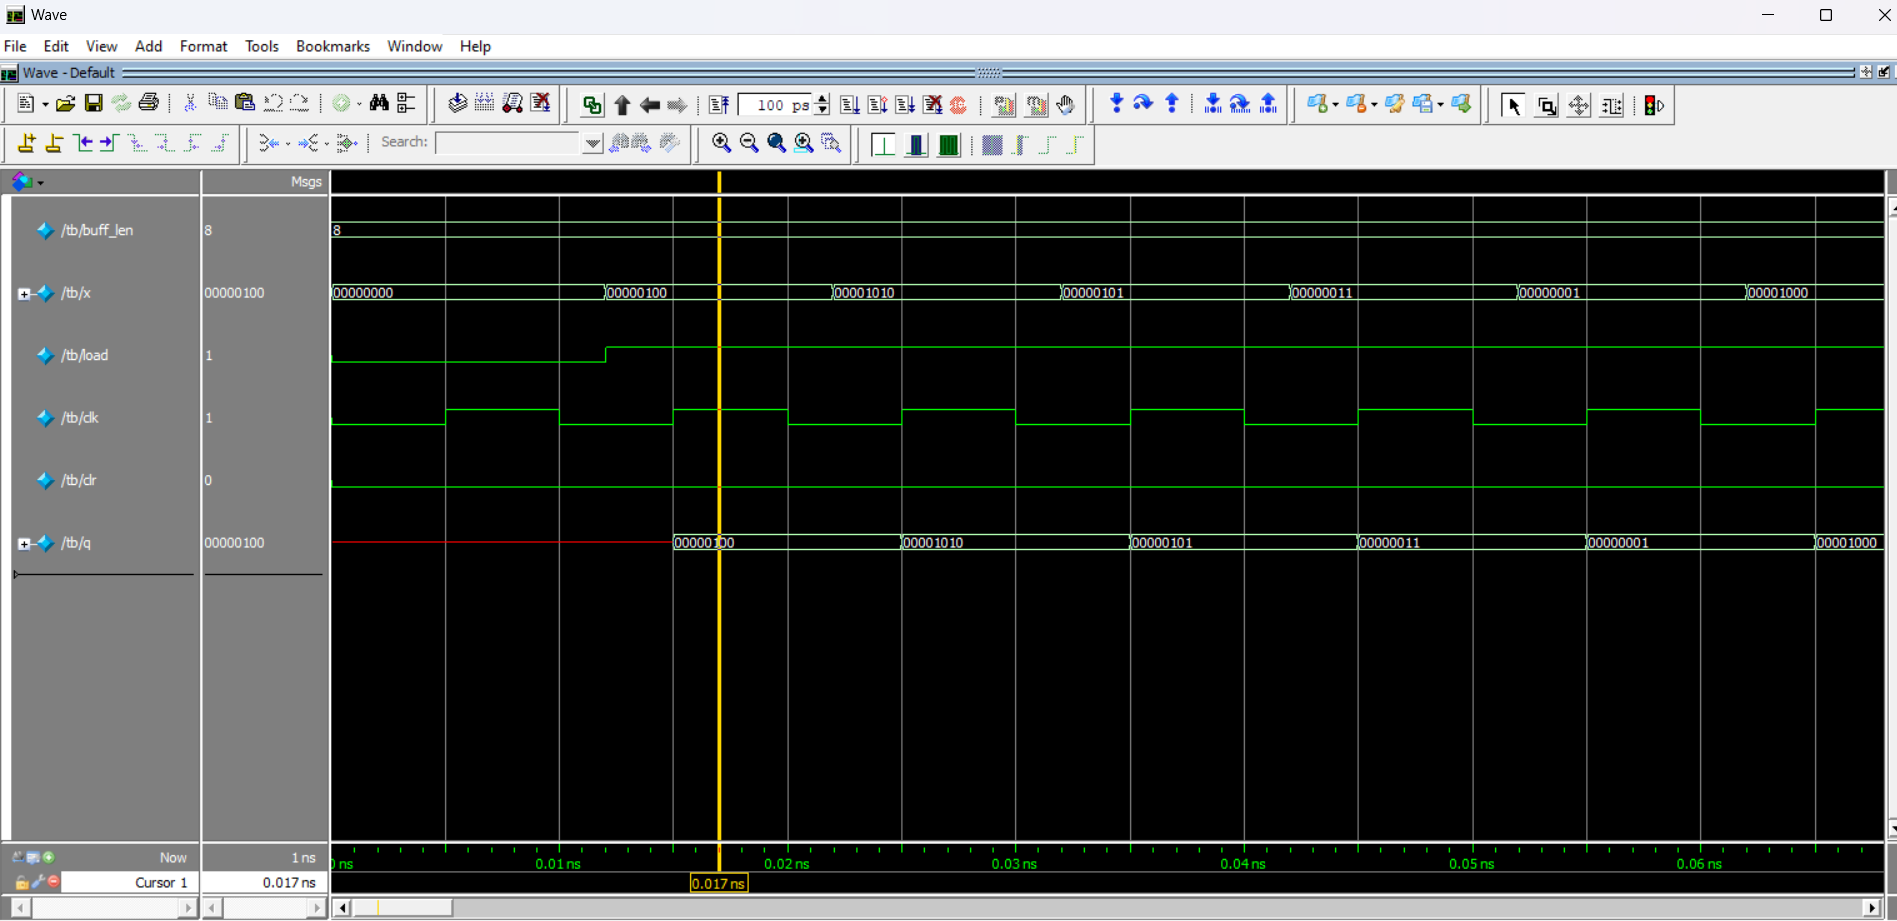 Wave
File Edit View Add Format Tools Bookmarks Window Help
Wave - Default
100 ps
Search:
Msgs
/tb/buff_len 8 8
/tb/x 00000100 00000000 00000100 00001010 00000101 00000011 00000001 00001000
/tb/load 1
/tb/clk 1
/tb/clr 0
/tb/q 00000100 00000100 00001010 00000101 00000011 00000001 00001000
Now 1 ns ns 0.01 ns 0.02 ns 0.03 ns 0.04 ns 0.05 ns 0.06 ns
Cursor 1 0.017 ns 0.017 ns